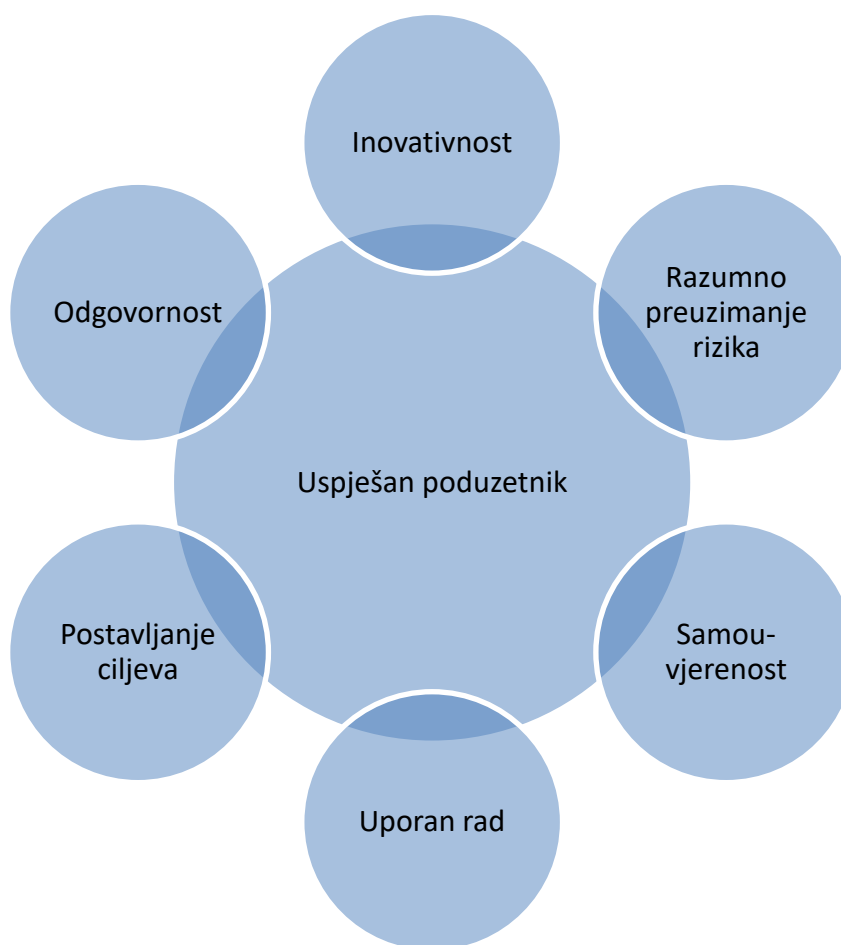 Inovativnost
Razumno
preuzimanje
rizika
Odgovornost
Uspješan poduzetnik
Samou-
vjerenost
Postavljanje
ciljeva
Uporan rad